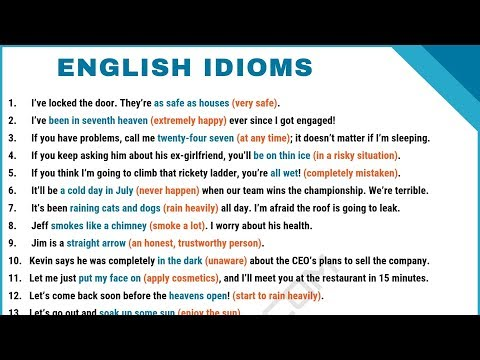 ENGLISH IDIOMS
1. I've locked the door. They're as safe as houses (very safe).
2. I've been in seventh heaven (extremely happy) ever since I got engaged!
3. If you have problems, call me twenty-four seven (at any time); it doesn't matter if I'm sleeping.
4. If you keep asking him about his ex-girlfriend, you'll be on thin ice (in a risky situation).
5. If you think I'm going to climb that rickety ladder, you're all wet! (completely mistaken).
6. It'll be a cold day in July (never happen) when our team wins the championship. We're terrible.
7. It's been raining cats and dogs (rain heavily) all day. I'm afraid the roof is going to leak.
8. Jeff smokes like a chimney (smoke a lot). I worry about his health.
9. Jim is a straight arrow (an honest, trustworthy person).
10. Kevin says he was completely in the dark (unaware) about the CEO's plans to sell the company.
11. Let me just put my face on (apply cosmetics), and I'll meet you at the restaurant in 15 minutes.
12. Let's come back soon before the heavens open! (start to rain heavily).
13. Let's go out and soak up some sun (enjoy the sun).